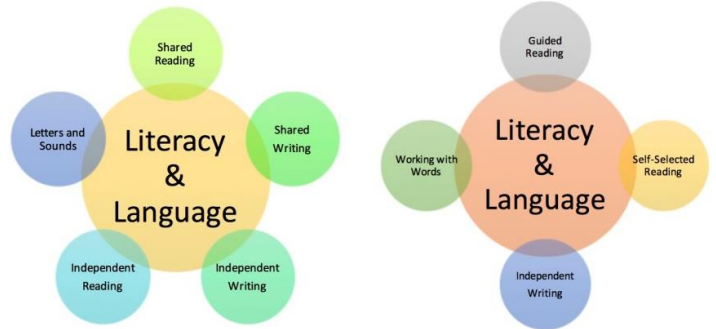 Shared
Reading
Letters and
Sounds
Literacy
&
Language
Shared
Writing
Independent
Reading
Independent
Writing
Guided
Reading
Working with
Words
Literacy
&
Language
Self-Selected
Reading
Independent
Writing